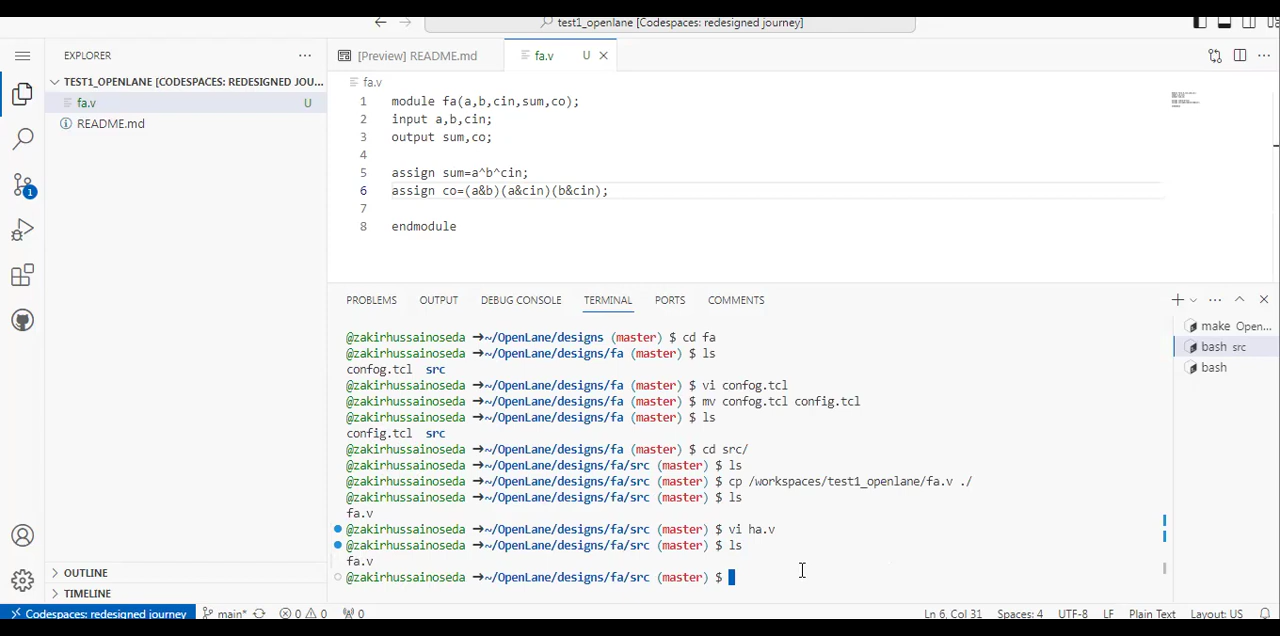 test1_openlane [Codespaces: redesigned journey]
EXPLORER
TEST1_OPENLANE [CODESPACES: REDESIGNED JOU...
fa.v U
README.md
[Preview] README.md
fa.v U
fa.v
1 module fa(a,b,cin,sum,co);
2 input a,b,cin;
3 output sum,co;
4
5 assign sum=a^b^cin;
6 assign co=(a&b)(a&cin)(b&cin);
7
8 endmodule
PROBLEMS OUTPUT DEBUG CONSOLE TERMINAL PORTS COMMENTS
@zakirhussainoseda ➜~/OpenLane/designs (master) $ cd fa
@zakirhussainoseda ➜~/OpenLane/designs/fa (master) $ ls
confog.tcl src
@zakirhussainoseda ➜~/OpenLane/designs/fa (master) $ vi confog.tcl
@zakirhussainoseda ➜~/OpenLane/designs/fa (master) $ mv confog.tcl config.tcl
@zakirhussainoseda ➜~/OpenLane/designs/fa (master) $ ls
config.tcl src
@zakirhussainoseda ➜~/OpenLane/designs/fa (master) $ cd src/
@zakirhussainoseda ➜~/OpenLane/designs/fa/src (master) $ ls
@zakirhussainoseda ➜~/OpenLane/designs/fa/src (master) $ cp /workspaces/test1_openlane/fa.v ./
@zakirhussainoseda ➜~/OpenLane/designs/fa/src (master) $ ls
fa.v
@zakirhussainoseda ➜~/OpenLane/designs/fa/src (master) $ vi ha.v
@zakirhussainoseda ➜~/OpenLane/designs/fa/src (master) $ ls
fa.v
@zakirhussainoseda ➜~/OpenLane/designs/fa/src (master) $
make Open...
bash src
bash
1
OUTLINE
TIMELINE
Codespaces: redesigned journey main* 0 0 0 Ln 6, Col 31 Spaces: 4 UTF-8 LF Plain Text Layout: US